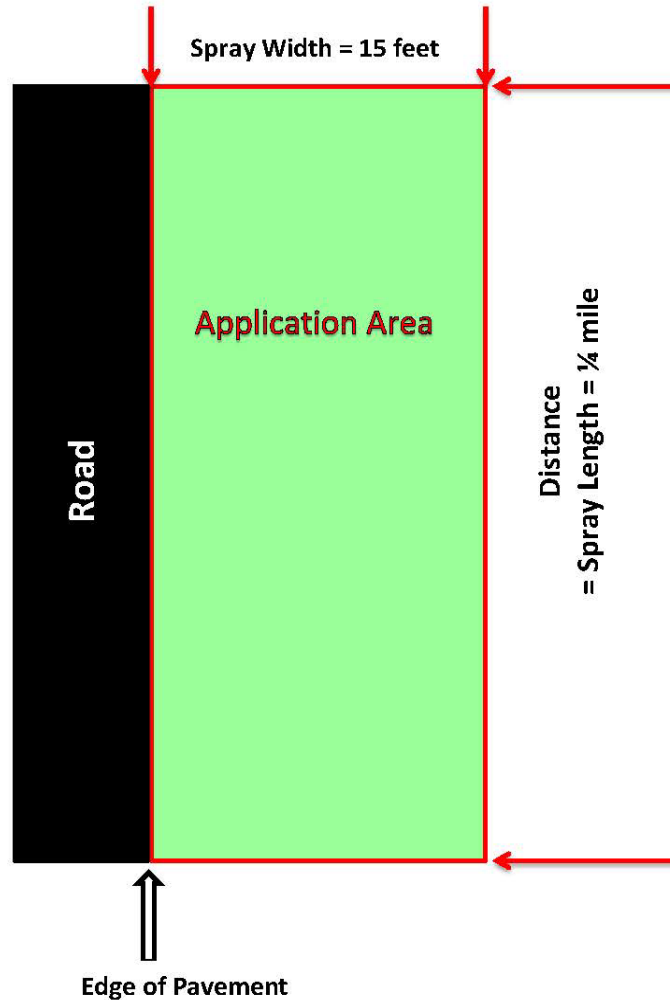 Spray Width = 15 feet
Application Area
Road
Distance
= Spray Length = ¼ mile
Edge of Pavement